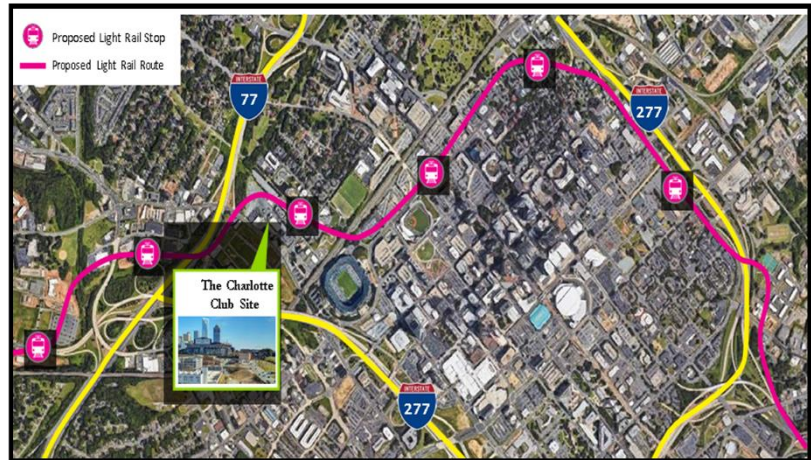 Proposed Light Rail Stop
Proposed Light Rail Route
INTERSTATE
77
INTERSTATE
277
The Charlotte
Club Site
INTERSTATE
277